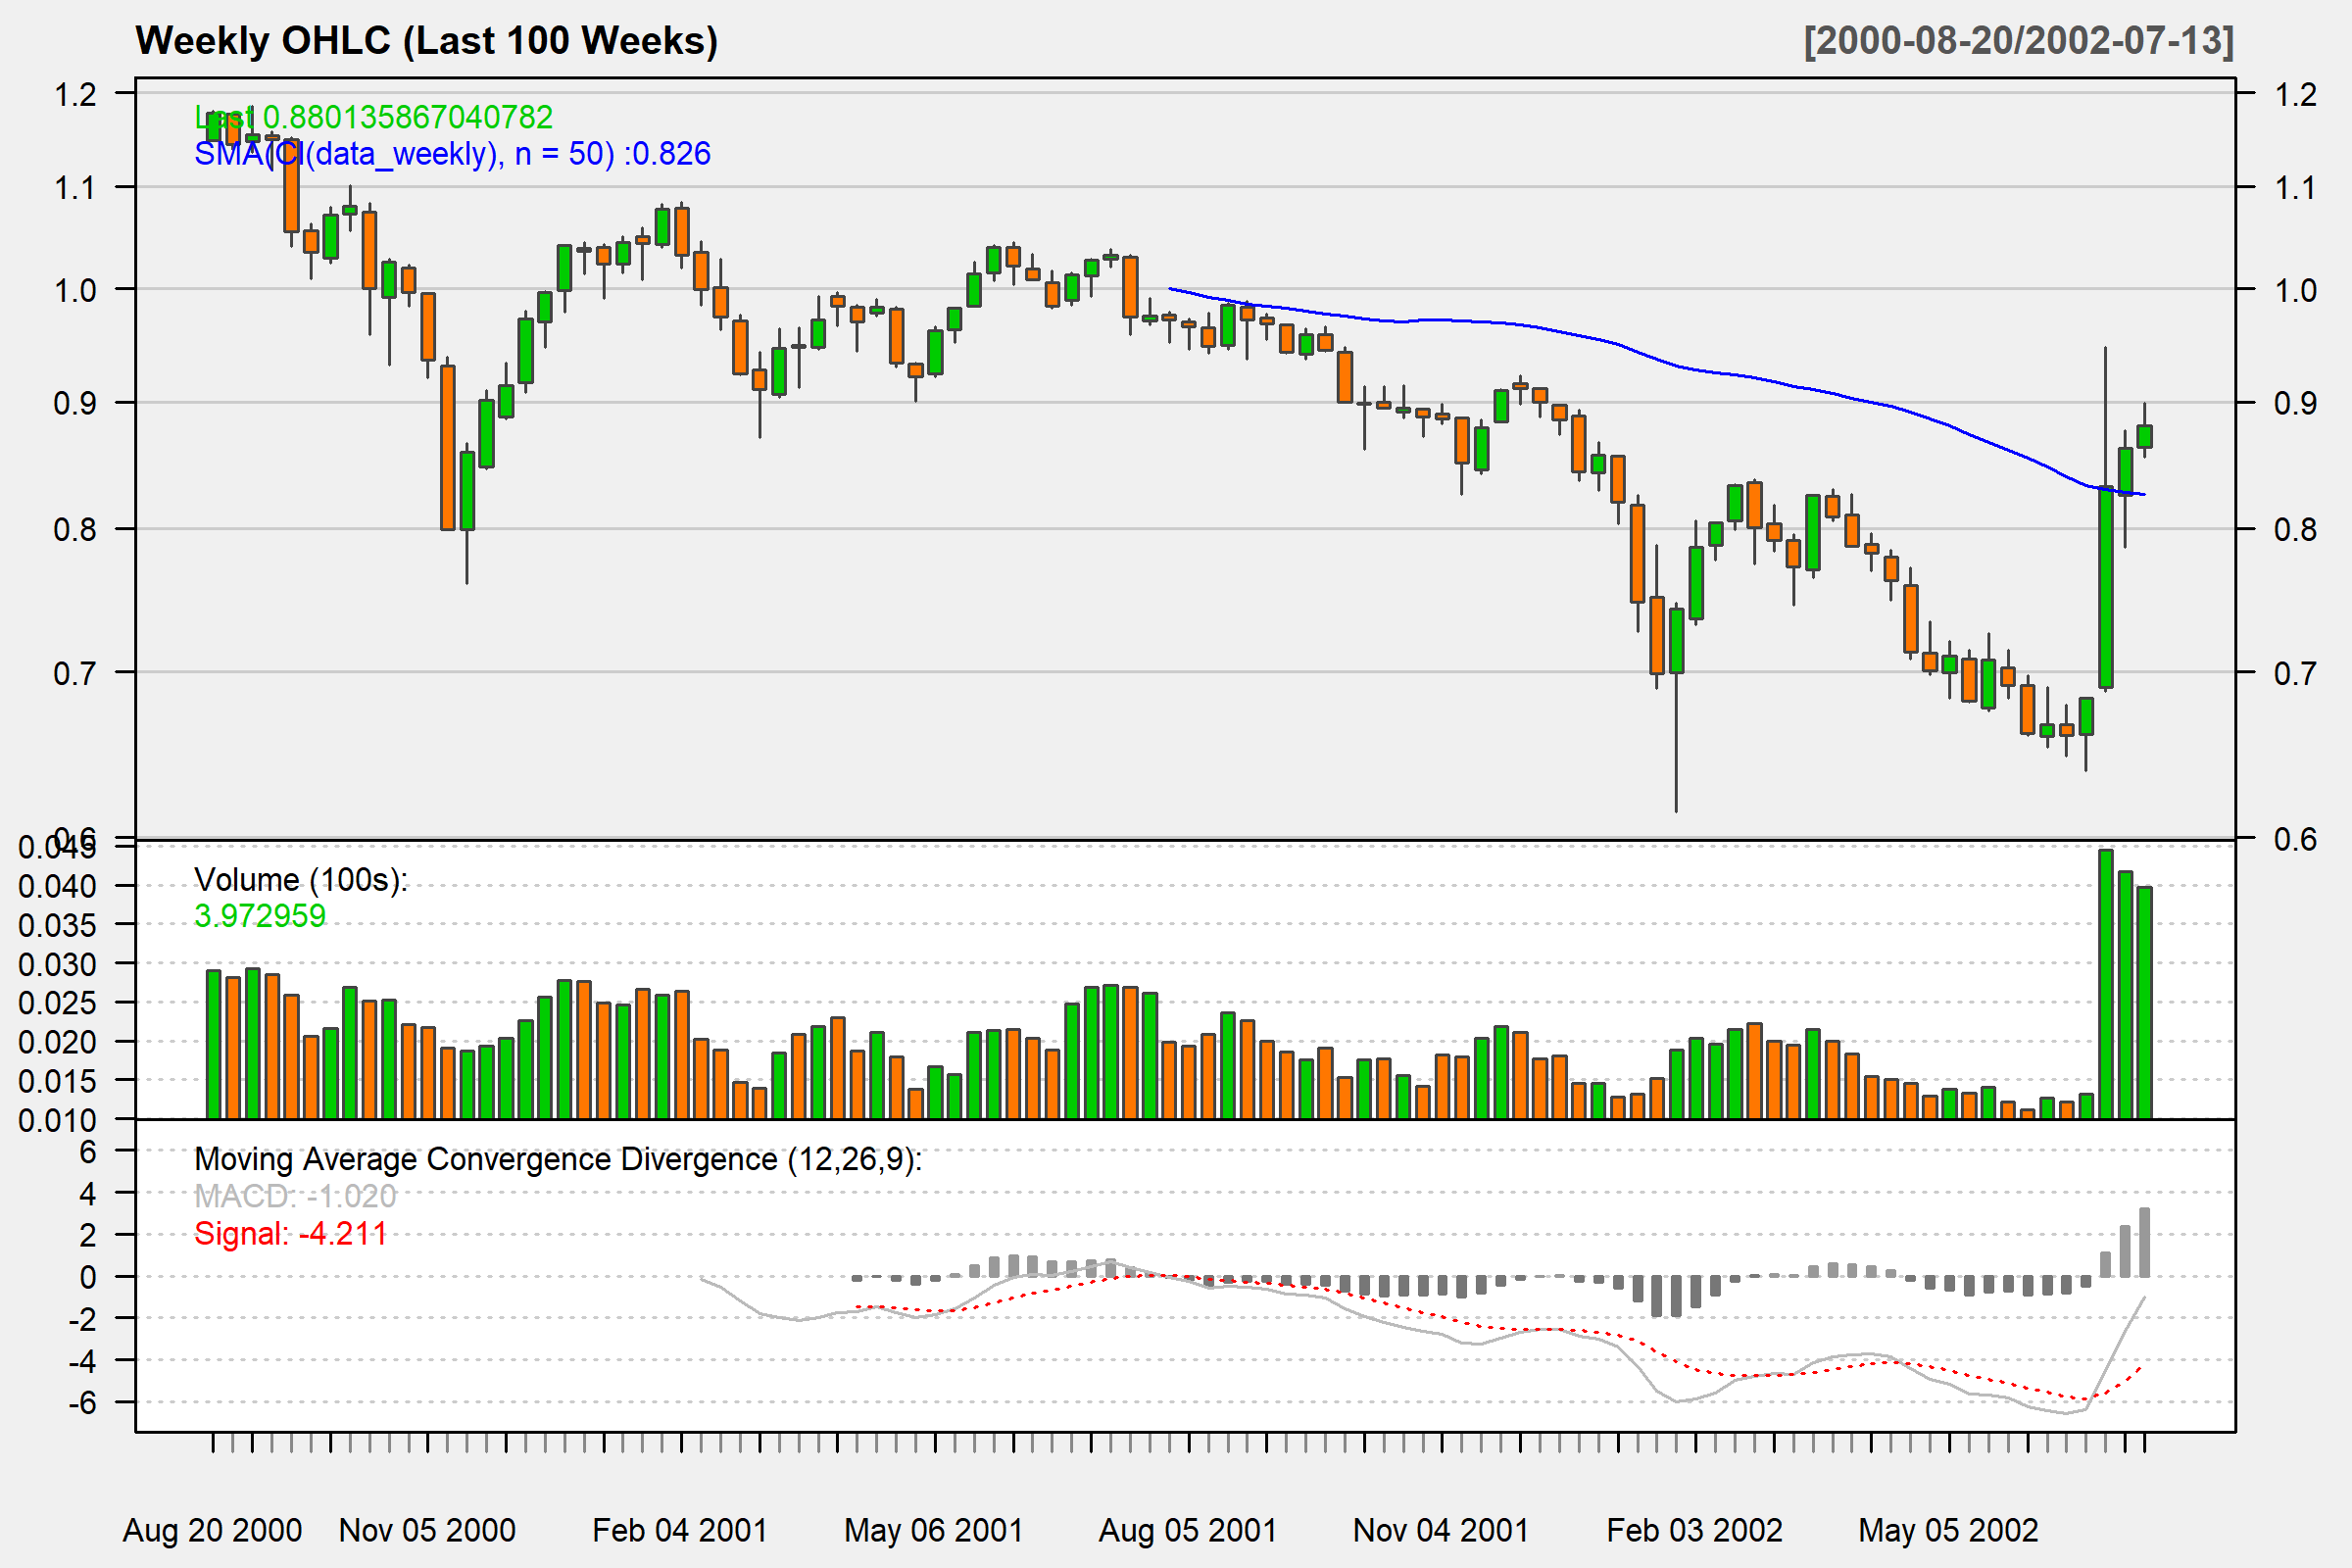 Weekly OHLC (Last 100 Weeks)
[2000-08-20/2002-07-13]
Last 0.880135867040782
SMA(Cl(data_weekly), n = 50) :0.826
1.2
1.1
1.0
0.9
0.8
0.7
0.6
1.2
1.1
1.0
0.9
0.8
0.7
0.6
Volume (100s):
3.972959
0.045
0.040
0.035
0.030
0.025
0.020
0.015
0.010
Moving Average Convergence Divergence (12,26,9):
MACD: -1.020
Signal: -4.211
6
4
2
0
-2
-4
-6
Aug 20 2000
Nov 05 2000
Feb 04 2001
May 06 2001
Aug 05 2001
Nov 04 2001
Feb 03 2002
May 05 2002